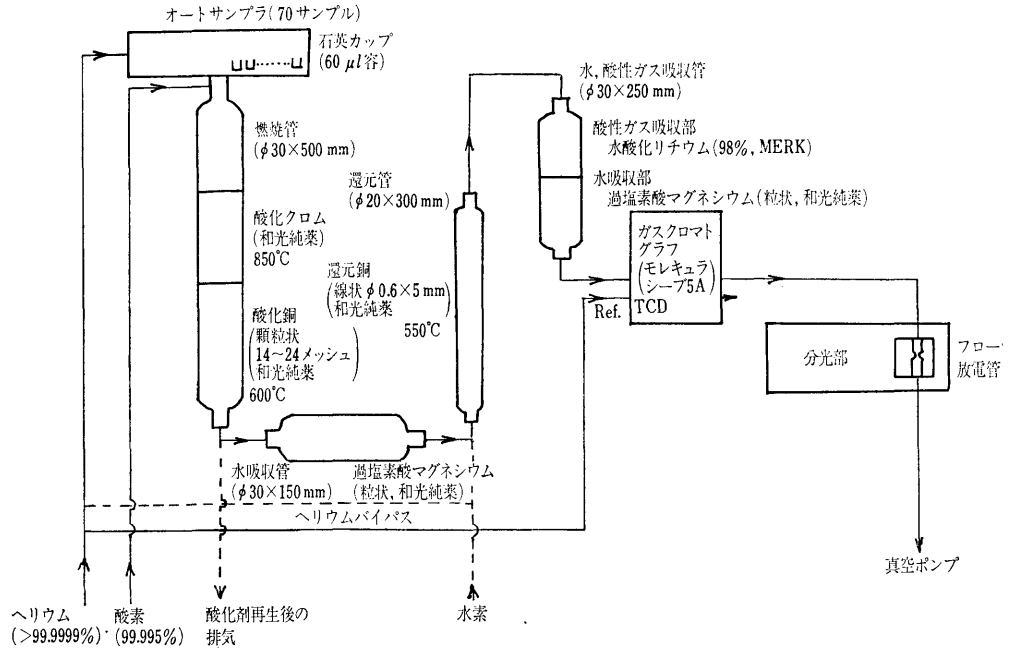 オートサンプラ(70サンプル)
石英カップ
(60 μl容)
燃焼管
(φ30×500 mm)
酸化クロム
(和光純薬)
850℃
酸化銅
顆粒状
14〜24メッシュ
和光純薬
600℃
還元管
(φ20×300 mm)
還元銅
(線状 φ0.6×5 mm)
和光純薬
550℃
水, 酸性ガス吸収管
(φ30×250 mm)
酸性ガス吸収部
水酸化リチウム(98%, MERK)
水吸収部
過塩素酸マグネシウム(粒状, 和光純薬)
ガスクロマト
グラフ
(モレキュラ
シーブ5A)
TCD
Ref.
分光部
フロー
放電管
水吸収管
(φ30×150 mm)
過塩素酸マグネシウム
(粒状, 和光純薬)
ヘリウムバイパス
真空ポンプ
ヘリウム
(>99.9999%)
酸素
(99.995%)
酸化剤再生後の
排気
水素